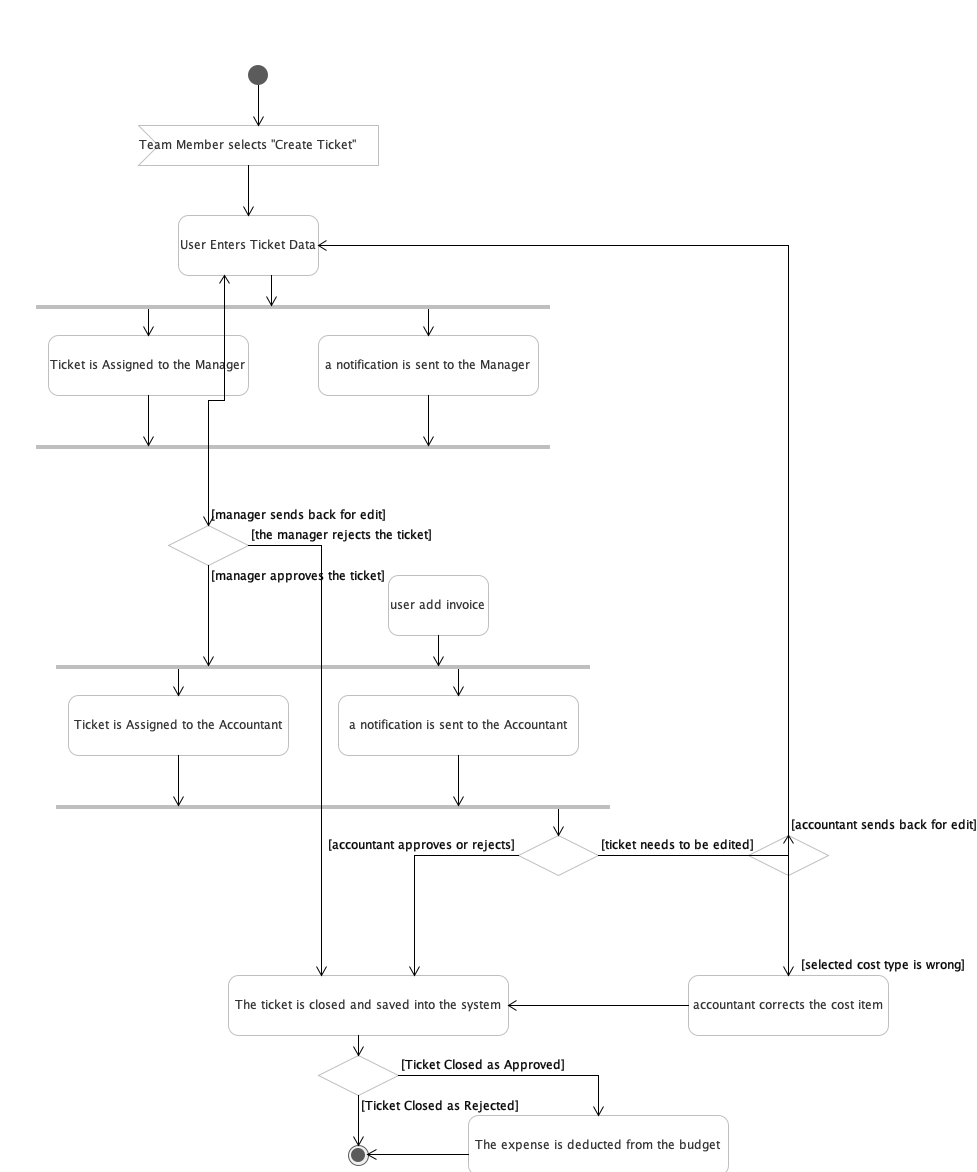 Team Member selects "Create Ticket"
User Enters Ticket Data
Ticket is Assigned to the Manager
a notification is sent to the Manager
[manager sends back for edit]
[the manager rejects the ticket]
[manager approves the ticket]
user add invoice
Ticket is Assigned to the Accountant
a notification is sent to the Accountant
[accountant sends back for edit]
[accountant approves or rejects]
[ticket needs to be edited]
[selected cost type is wrong]
The ticket is closed and saved into the system
accountant corrects the cost item
[Ticket Closed as Approved]
[Ticket Closed as Rejected]
The expense is deducted from the budget